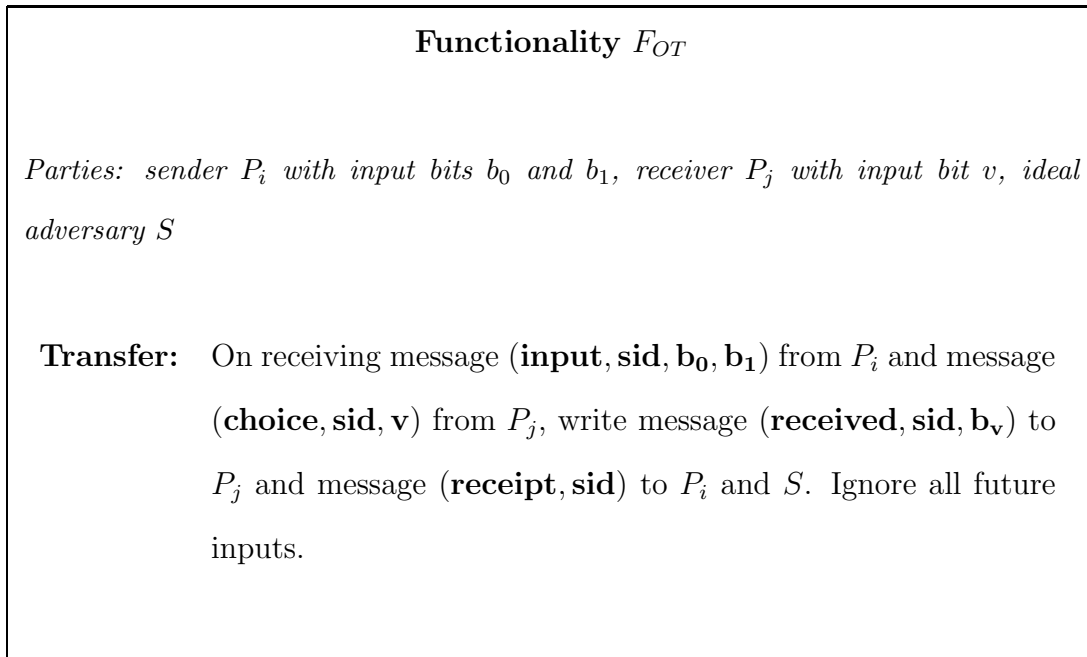 Functionality F_OT
Parties: sender P_i with input bits b_0 and b_1, receiver P_j with input bit v, ideal
adversary S
Transfer: On receiving message (input, sid, b_0, b_1) from P_i and message
(choice, sid, v) from P_j, write message (received, sid, b_v) to
P_j and message (receipt, sid) to P_i and S. Ignore all future
inputs.